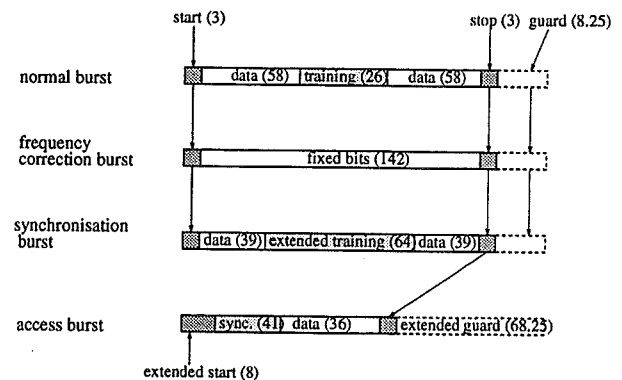 start (3)
stop (3) guard (8.25)
normal burst
data (58) training (26) data (58)
frequency
correction burst
fixed bits (142)
synchronisation
burst
data (39) extended training (64) data (39)
access burst
sync. (41) data (36) extended guard (68.25)
extended start (8)